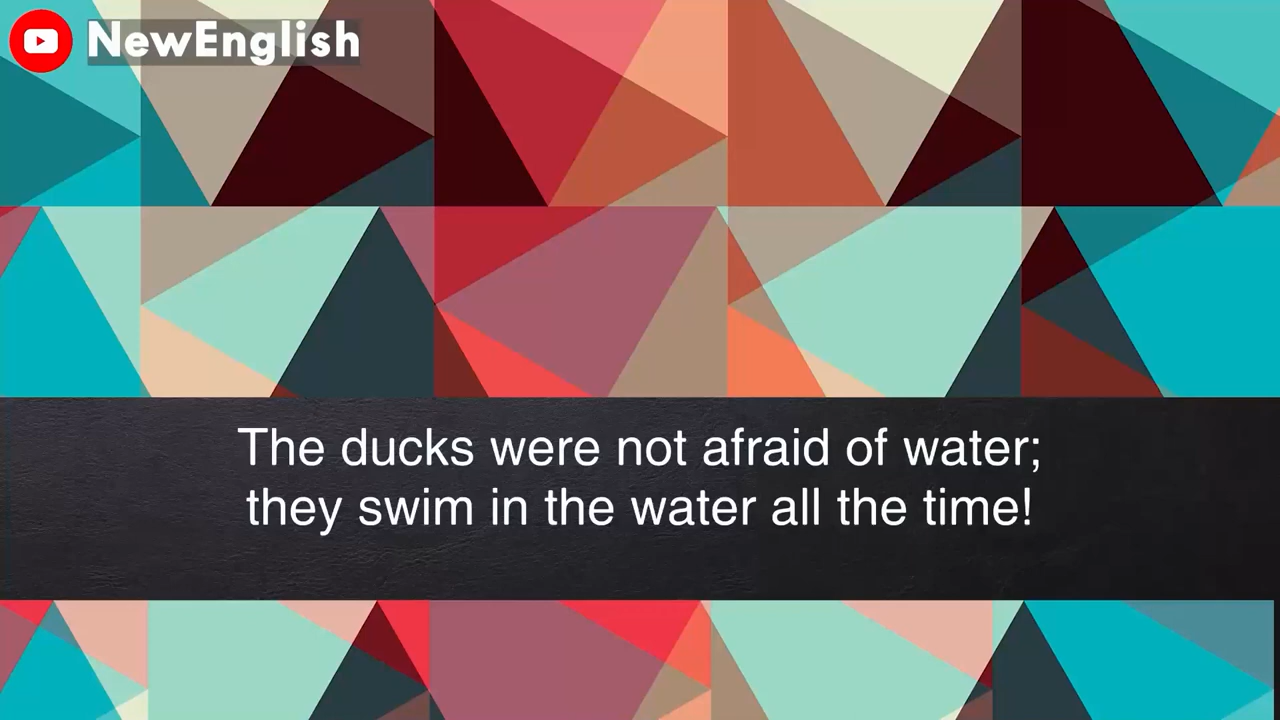 NewEnglish
The ducks were not afraid of water;
they swim in the water all the time!